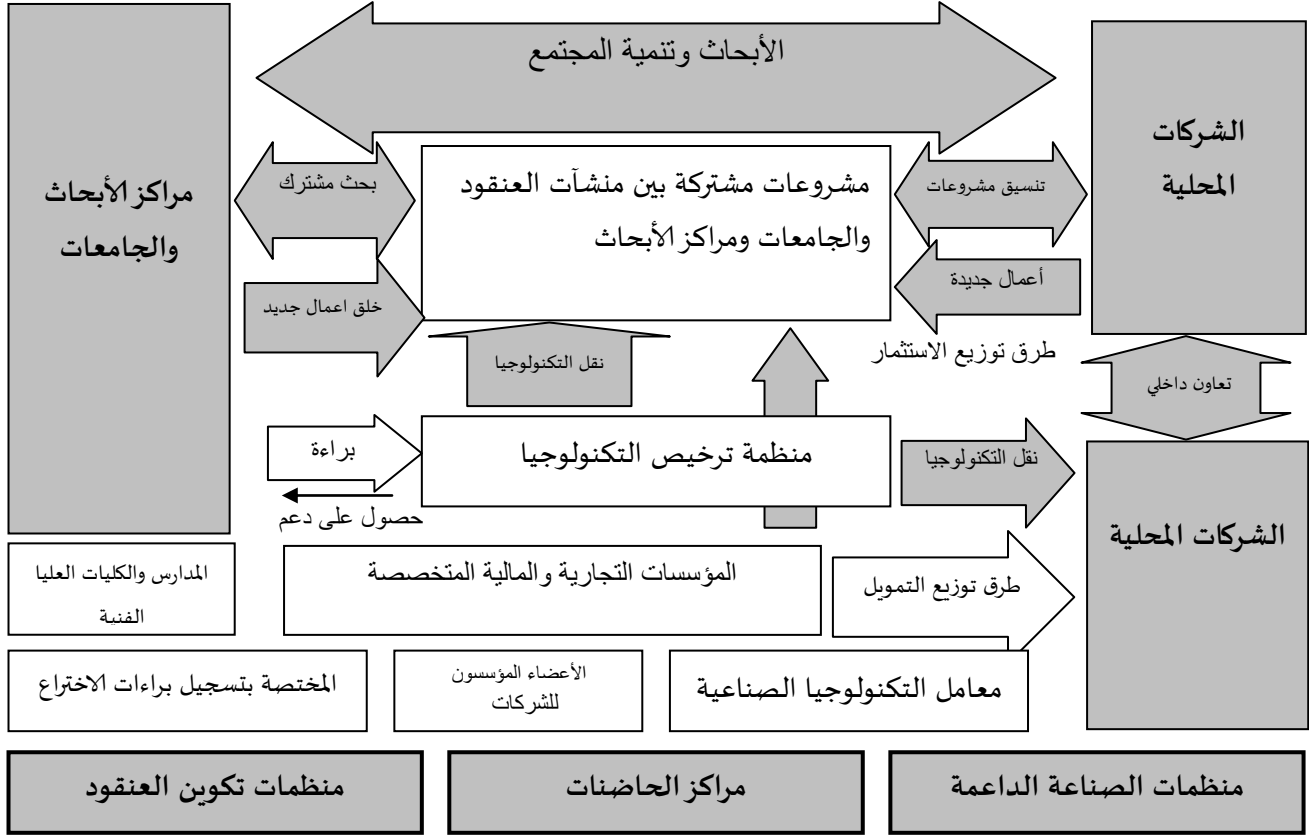 الأبحاث وتنمية المجتمع
الشركات
المحلية
مشروعات مشتركة بين منشآت العنقود
والجامعات ومراكز الأبحاث
تنسيق مشروعات
بحث مشترك
مراكز الأبحاث
والجامعات
أعمال جديدة
خلق اعمال جديد
طرق توزيع الاستثمار
نقل التكنولوجيا
تعاون داخلي
منظمة ترخيص التكنولوجيا
براءة
نقل التكنولوجيا
حصول على دعم
الشركات المحلية
طرق توزيع التمويل
المؤسسات التجارية والمالية المتخصصة
المدارس والكليات العليا
الفنية
معامل التكنولوجيا الصناعية
الأعضاء المؤسسون
للشركات
المختصة بتسجيل براءات الاختراع
منظمات الصناعة الداعمة
مراكز الحاضنات
منظمات تكوين العنقود